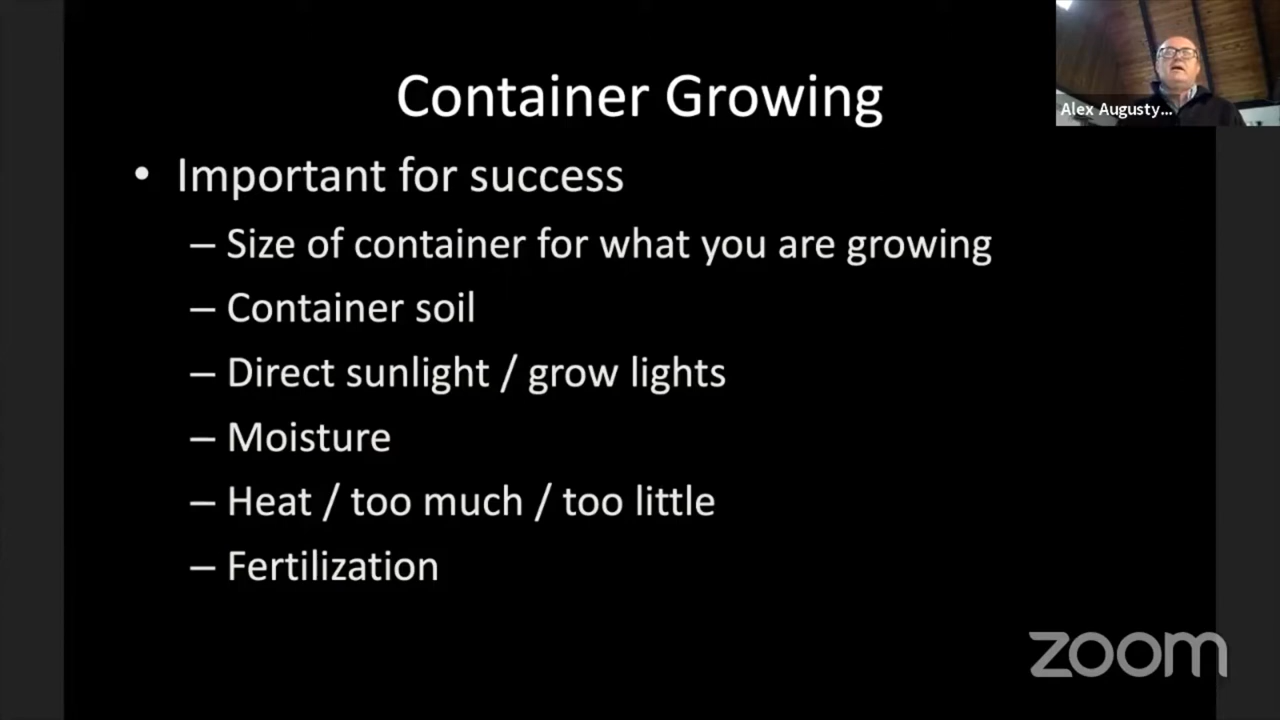 Container Growing
Alex Augusty...
• Important for success
– Size of container for what you are growing
– Container soil
– Direct sunlight / grow lights
– Moisture
– Heat / too much / too little
– Fertilization
zoom